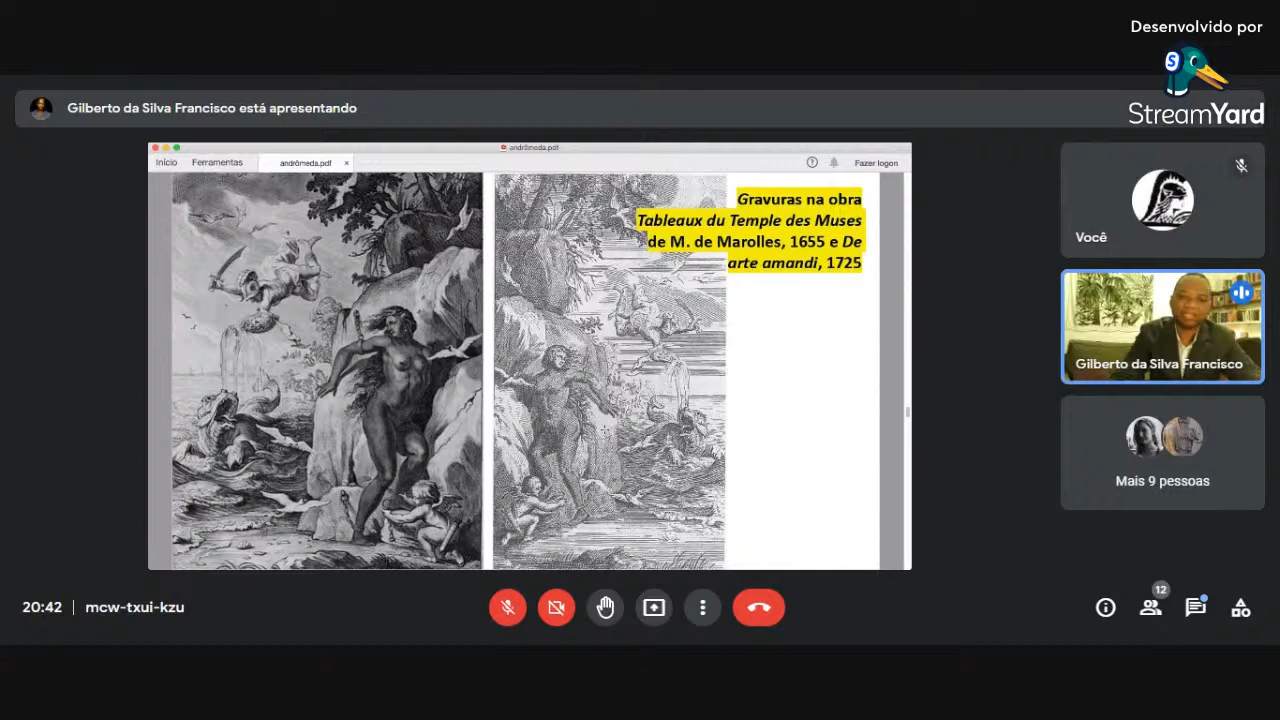 Desenvolvido por
S
StreamYard
Gilberto da Silva Francisco está apresentando
andrômeda.pdf
Início
Ferramentas
andrômeda.pdf
×
Fazer logon
Gravuras na obra
Tableaux du Temple des Muses
de M. de Marolles, 1655 e De
arte amandi, 1725
Você
Gilberto da Silva Francisco
Mais 9 pessoas
20:42 | mcw-txui-kzu
12